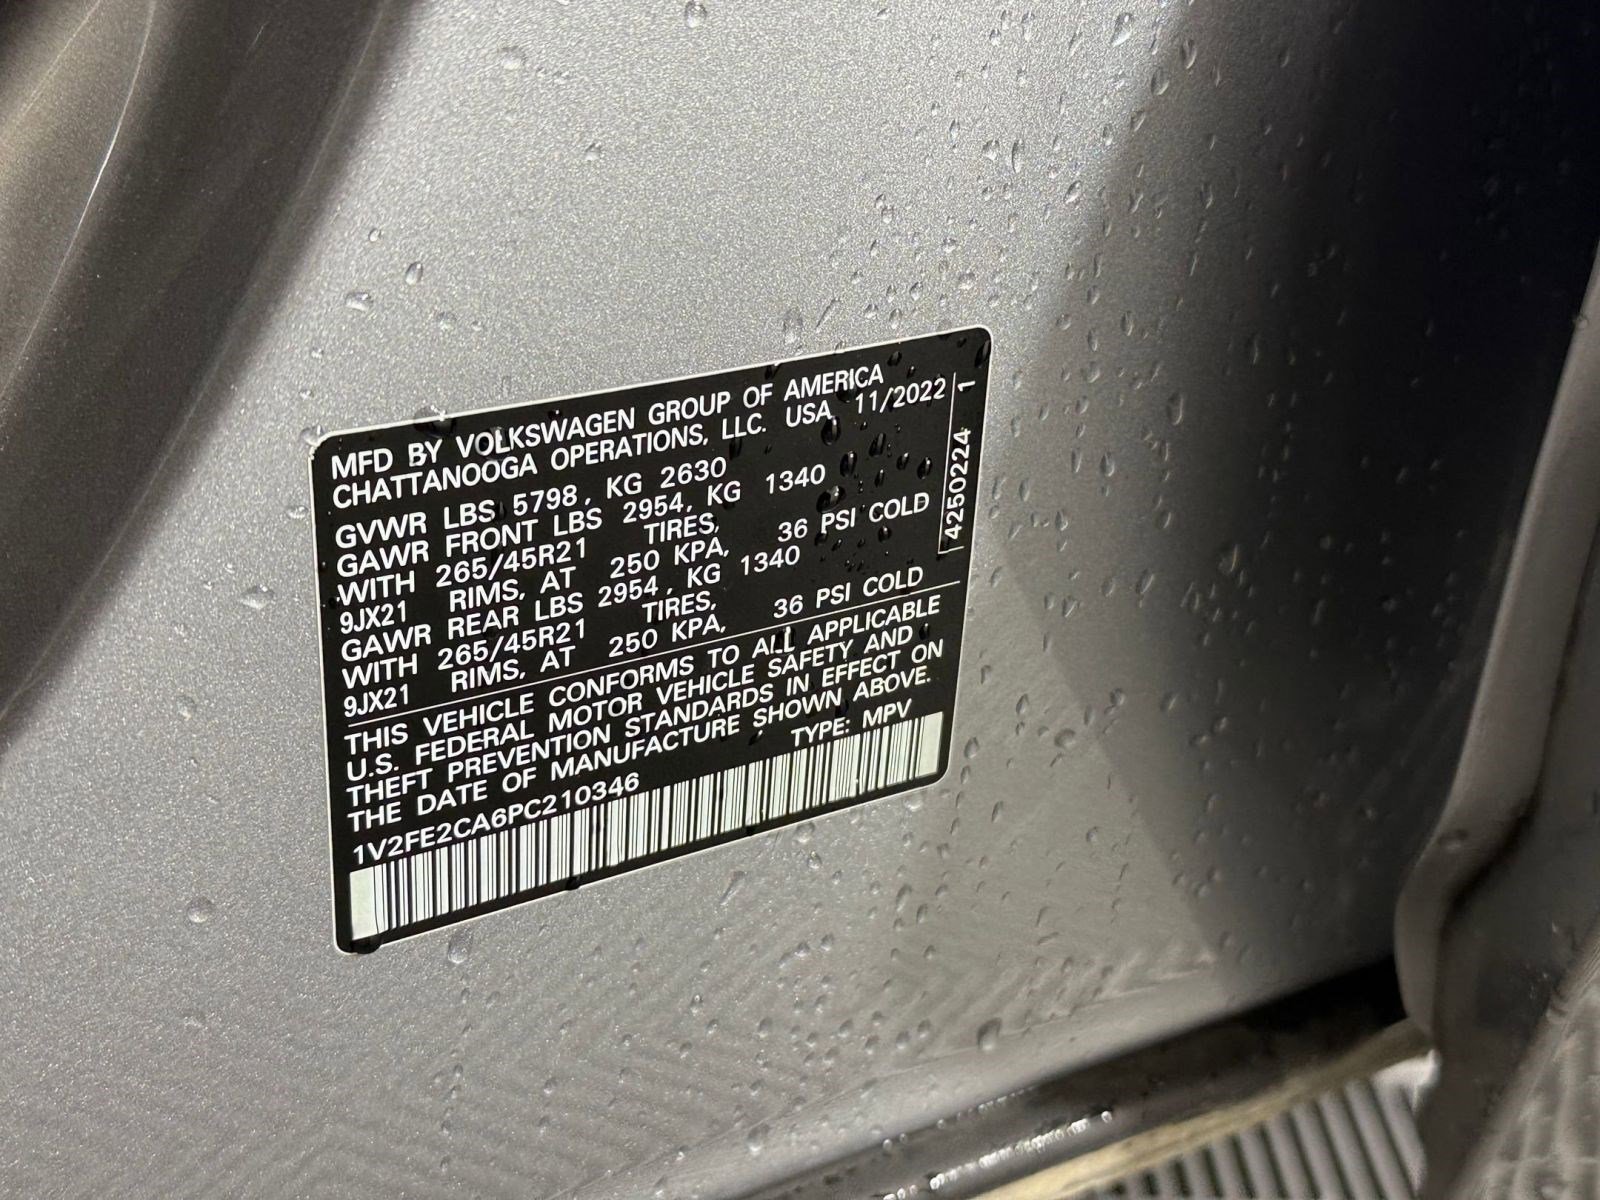 MFD BY VOLKSWAGEN GROUP OF AMERICA
CHATTANOOGA OPERATIONS, LLC. USA 11/2022
GVWR LBS 5798, KG 2630
GAWR FRONT LBS 2954, KG 1340
WITH 265/45R21 TIRES,
9JX21 RIMS, AT 250 KPA, 36 PSI COLD
GAWR REAR LBS 2954, KG 1340
WITH 265/45R21 TIRES,
9JX21 RIMS, AT 250 KPA, 36 PSI COLD
THIS VEHICLE CONFORMS TO ALL APPLICABLE
U.S. FEDERAL MOTOR VEHICLE SAFETY AND
THEFT PREVENTION STANDARDS IN EFFECT ON
THE DATE OF MANUFACTURE SHOWN ABOVE.
1V2FE2CA6PC210346 TYPE: MPV
4250224 1